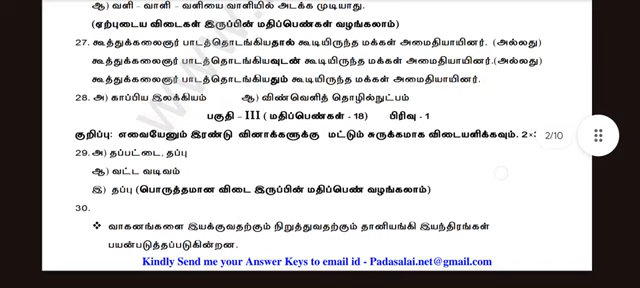 ஆ) வளி – வாளி – வளியை வாளியில் அடக்க முடியாது.
(ஏற்புடைய விடைகள் இருப்பின் மதிப்பெண்கள் வழங்கலாம்)
27. கூத்துக்கலைஞர் பாடத்தொடங்கியதால் கூடியிருந்த மக்கள் அமைதியாயினர். (அல்லது)
கூத்துக்கலைஞர் பாடத்தொடங்கியவுடன் கூடியிருந்த மக்கள் அமைதியாயினர்.(அல்லது)
கூத்துக்கலைஞர் பாடத்தொடங்கியதும் கூடியிருந்த மக்கள் அமைதியாயினர்.
28. அ) காப்பிய இலக்கியம் ஆ) விண்வெளித் தொழில்நுட்பம்
பகுதி – III ( மதிப்பெண்கள் - 18) பிரிவு - 1
குறிப்பு: எவையேனும் இரண்டு வினாக்களுக்கு மட்டும் சுருக்கமாக விடையளிக்கவும். 2×
2/10
29. அ) தப்பட்டை, தப்பு
ஆ) வட்ட வடிவம்
இ) தப்பு (பொருத்தமான விடை இருப்பின் மதிப்பெண் வழங்கலாம்)
30.
❖ வாகனங்களை இயக்குவதற்கும் நிறுத்துவதற்கும் தானியங்கி இயந்திரங்கள்
பயன்படுத்தப்படுகின்றன.
Kindly Send me your Answer Keys to email id - Padasalai.net@gmail.com